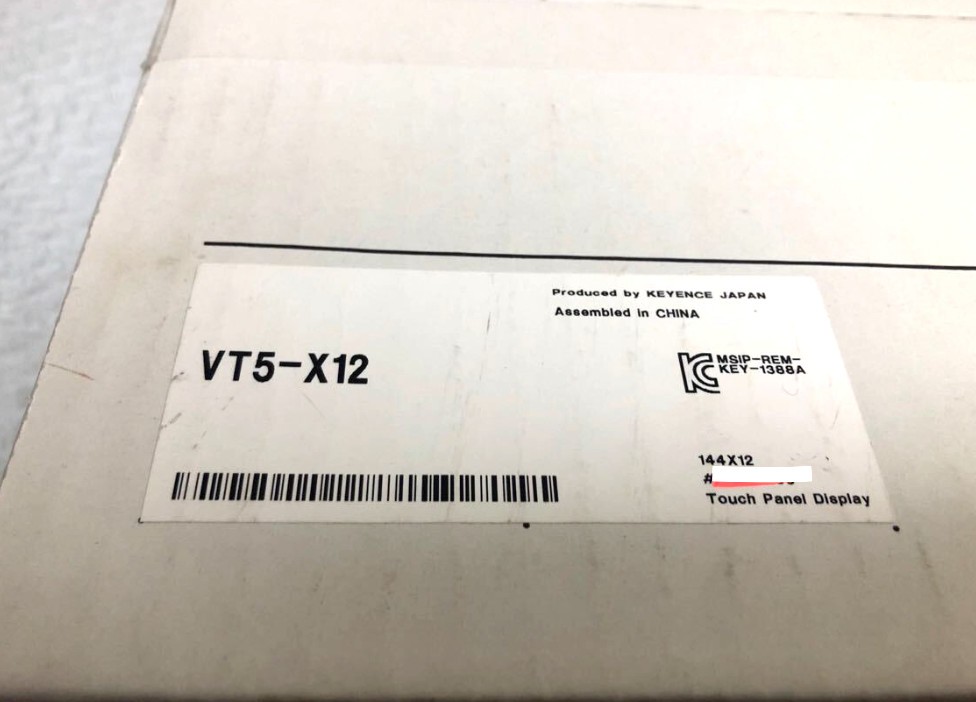 Produced by KEYENCE JAPAN
Assembled in CHINA
VT5-X12
MSIP-REM-
KEY-1388A
144X12
#
Touch Panel Display